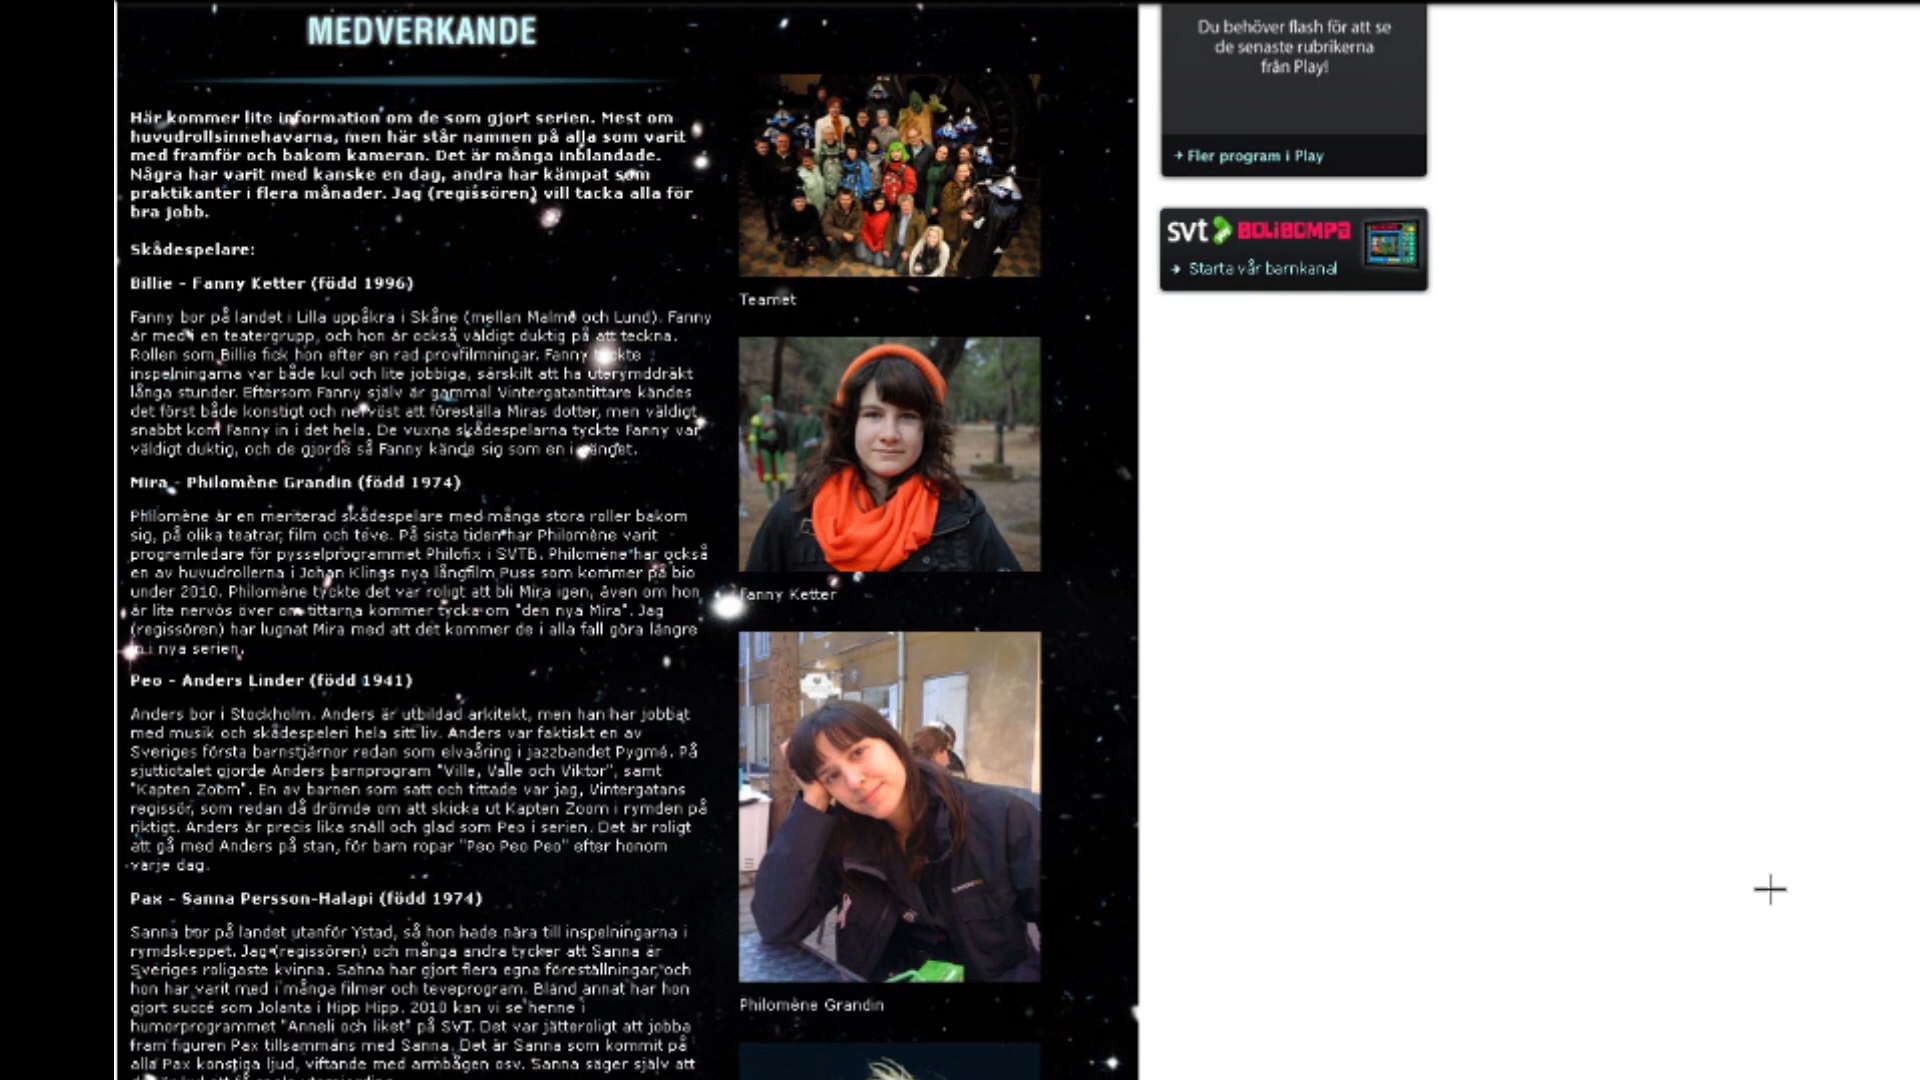 MEDVERKANDE
Här kommer lite information om de som gjort serien. Mest om
huvudrollsinnehavarna, men här står namnen på alla som varit
med framför och bakom kameran. Det är många inblandade.
Några har varit med kanske en dag, andra har kämpat som
praktikanter i flera månader. Jag (regissören) vill tacka alla för
bra jobb.
Skådespelare:
Billie - Fanny Ketter (född 1996)
Fanny bor på landet i Lilla uppåkra i Skåne (mellan Malmö och Lund). Fanny
är med i en teatergrupp, och hon är också väldigt duktig på att teckna.
Rollen som Billie fick hon efter en rad provfilmningar. Fanny tyckte
inspelningarna var både kul och lite jobbiga, särskilt att ha uterymddräkt
långa stunder. Eftersom Fanny själv är gammal Vintergatantittare kändes
det först både konstigt och nervöst att föreställa Miras dotter, men väldigt
snabbt kom Fanny in i det hela. De vuxna skådespelarna tyckte Fanny var
väldigt duktig, och de gjorde så Fanny kände sig som en i gänget.
Mira - Philomène Grandin (född 1974)
Philomène är en meriterad skådespelare med många stora roller bakom
sig, på olika teatrar, film och teve. På sista tiden har Philomène varit
programledare för pysselprogrammet Philofix i SVTB. Philomène har också
en av huvudrollerna i Johan Klings nya långfilm Puss som kommer på bio
under 2010. Philomène tyckte det var roligt att bli Mira igen, även om hon
är lite nervös över om tittarna kommer tycka om "den nya Mira". Jag
(regissören) har lugnat Mira med att det kommer de i alla fall göra längre
in i nya serien.
Peo - Anders Linder (född 1941)
Anders bor i Stockholm. Anders är utbildad arkitekt, men han har jobbat
med musik och skådespeleri hela sitt liv. Anders var faktiskt en av
Sveriges första barnstjärnor redan som elvaåring i jazzbandet Pygmé. På
sjuttiotalet gjorde Anders barnprogram "Ville, Valle och Viktor", samt
"Kapten Zoom". En av barnen som satt och tittade var jag, Vintergatans
regissör, som redan då drömde om att skicka ut Kapten Zoom i rymden på
riktigt. Anders är precis lika snäll och glad som Peo i serien. Det är roligt
att gå med Anders på stan, för barn ropar "Peo Peo Peo" efter honom
varje dag.
Pax - Sanna Persson-Halapi (född 1974)
Sanna bor på landet utanför Ystad, så hon hade nära till inspelningarna i
rymdskeppet. Jag (regissören) och många andra tycker att Sanna är
Sveriges roligaste kvinna. Sanna har gjort flera egna föreställningar, och
hon har varit med i många filmer och teveprogram. Bland annat har hon
gjort succé som Jolanta i Hipp Hipp. 2010 kan vi se henne i
humorprogrammet "Anneli och liket" på SVT. Det var jätteroligt att jobba
fram figuren Pax tillsammans med Sanna. Det är Sanna som kommit på
alla Pax konstiga ljud, viftande med armbågen osv. Sanna säger själv att
Teamet
Fanny Ketter
Philomène Grandin
Du behöver flash för att se
de senaste rubrikerna
från Play!
Fler program i Play
svt BOLIBOMPA
Starta vår barnkanal